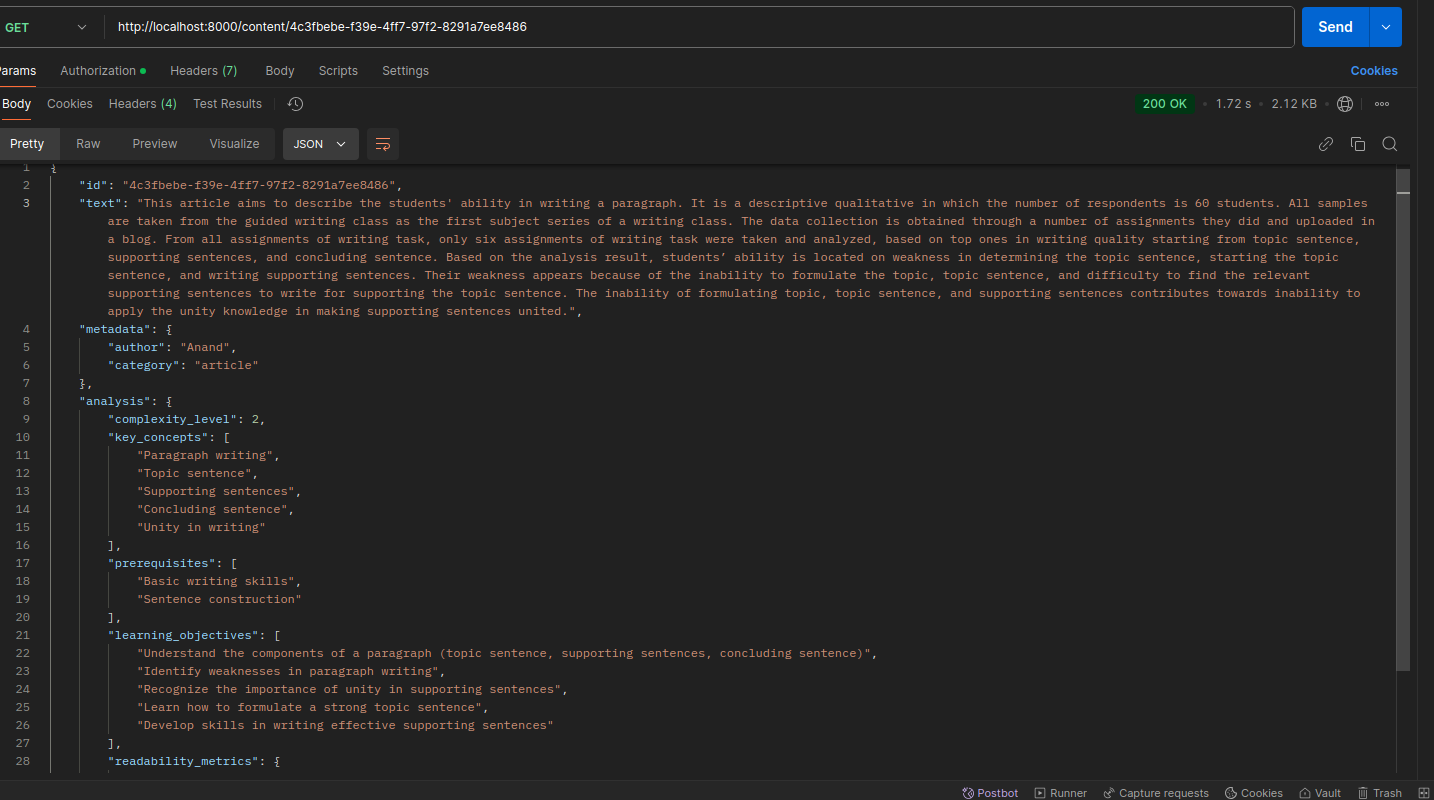 GET http://localhost:8000/content/4c3fbebe-f39e-4ff7-97f2-8291a7ee8486 Send
arams Authorization Headers (7) Body Scripts Settings Cookies
Body Cookies Headers (4) Test Results 200 OK • 1.72 s • 2.12 KB •
Pretty Raw Preview Visualize JSON
1 {
2 "id": "4c3fbebe-f39e-4ff7-97f2-8291a7ee8486",
3 "text": "This article aims to describe the students' ability in writing a paragraph. It is a descriptive qualitative in which the number of respondents is 60 students. All samples
are taken from the guided writing class as the first subject series of a writing class. The data collection is obtained through a number of assignments they did and uploaded in
a blog. From all assignments of writing task, only six assignments of writing task were taken and analyzed, based on top ones in writing quality starting from topic sentence,
supporting sentences, and concluding sentence. Based on the analysis result, students’ ability is located on weakness in determining the topic sentence, starting the topic
sentence, and writing supporting sentences. Their weakness appears because of the inability to formulate the topic, topic sentence, and difficulty to find the relevant
supporting sentences to write for supporting the topic sentence. The inability of formulating topic, topic sentence, and supporting sentences contributes towards inability to
apply the unity knowledge in making supporting sentences united.",
4 "metadata": {
5 "author": "Anand",
6 "category": "article"
7 },
8 "analysis": {
9 "complexity_level": 2,
10 "key_concepts": [
11 "Paragraph writing",
12 "Topic sentence",
13 "Supporting sentences",
14 "Concluding sentence",
15 "Unity in writing"
16 ],
17 "prerequisites": [
18 "Basic writing skills",
19 "Sentence construction"
20 ],
21 "learning_objectives": [
22 "Understand the components of a paragraph (topic sentence, supporting sentences, concluding sentence)",
23 "Identify weaknesses in paragraph writing",
24 "Recognize the importance of unity in supporting sentences",
25 "Learn how to formulate a strong topic sentence",
26 "Develop skills in writing effective supporting sentences"
27 ],
28 "readability_metrics": {
Postbot Runner Capture requests Cookies Vault Trash